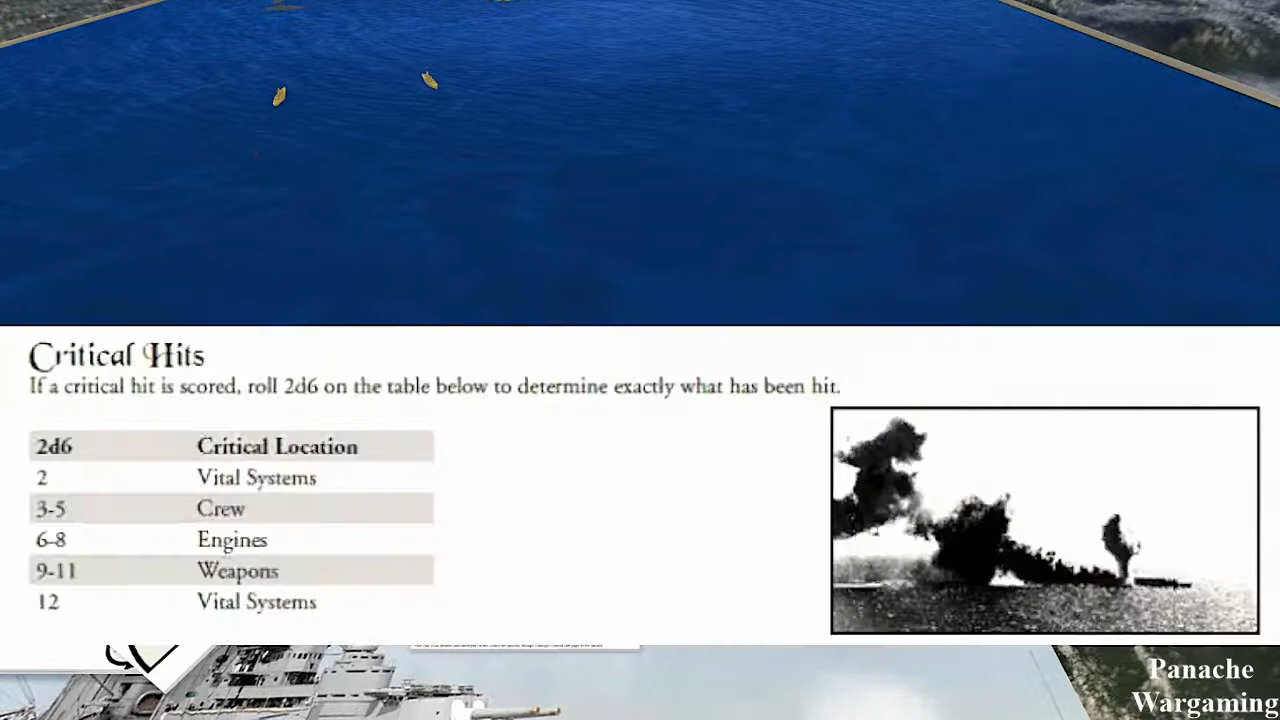 Critical Hits
If a critical hit is scored, roll 2d6 on the table below to determine exactly what has been hit.
2d6 Critical Location
2 Vital Systems
3-5 Crew
6-8 Engines
9-11 Weapons
12 Vital Systems
Panache
Wargaming